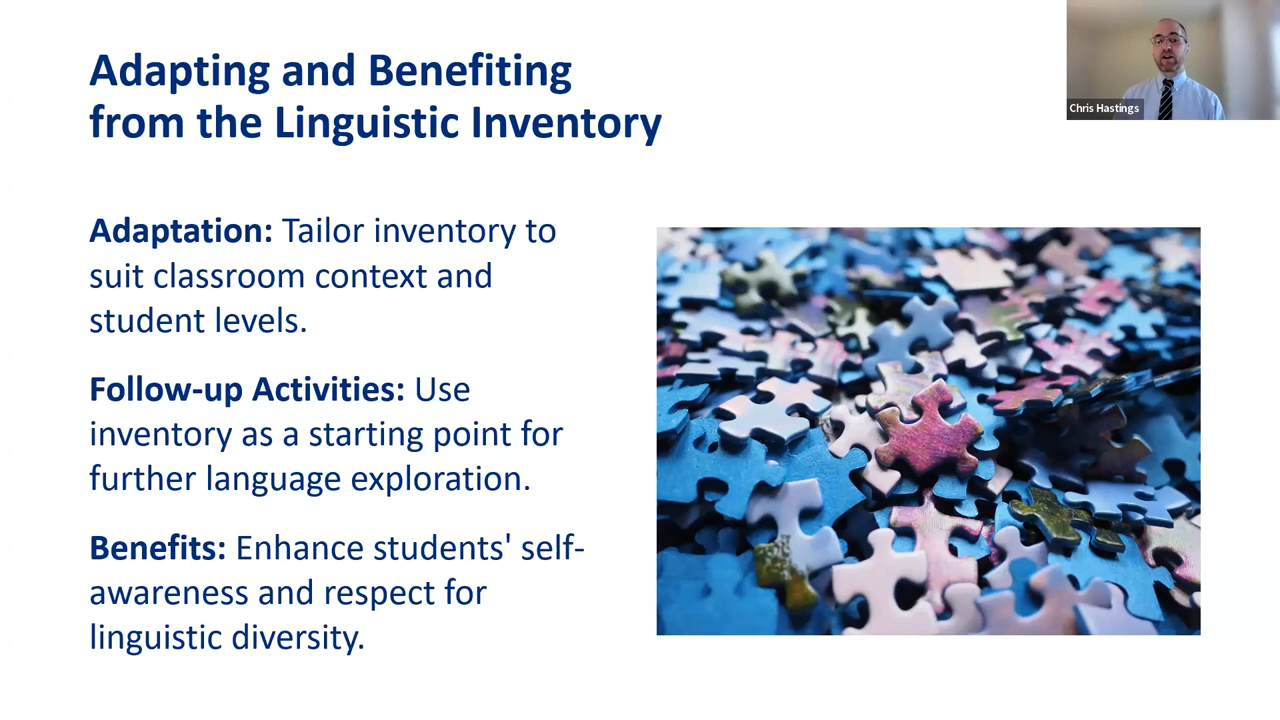 Adapting and Benefiting
from the Linguistic Inventory
Chris Hastings
Adaptation: Tailor inventory to
suit classroom context and
student levels.
Follow-up Activities: Use
inventory as a starting point for
further language exploration.
Benefits: Enhance students' self-
awareness and respect for
linguistic diversity.